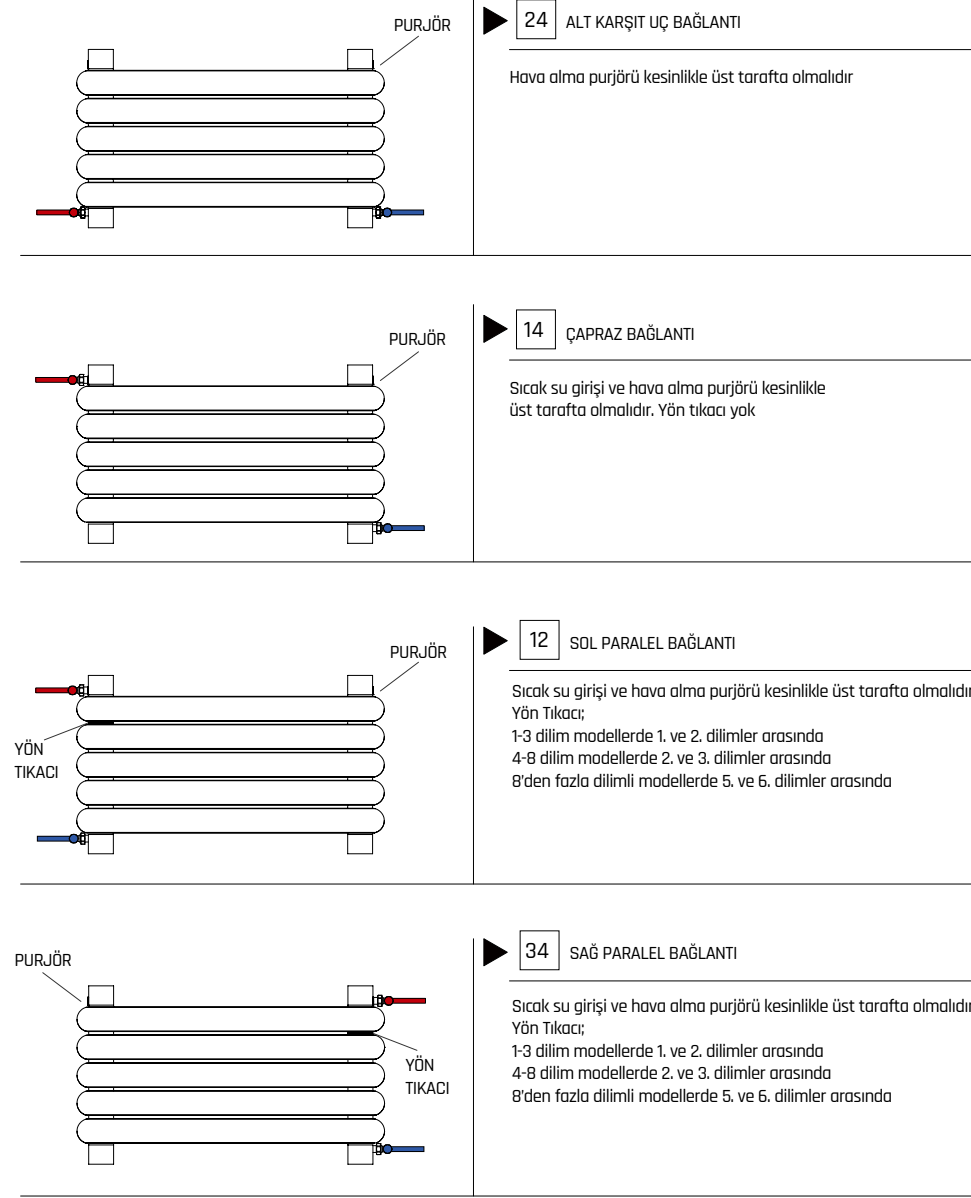 PURJÖR
24 ALT KARŞIT UÇ BAĞLANTI
Hava alma purjörü kesinlikle üst tarafta olmalıdır
PURJÖR
14 ÇAPRAZ BAĞLANTI
Sıcak su girişi ve hava alma purjörü kesinlikle
üst tarafta olmalıdır. Yön tıkacı yok
PURJÖR
YÖN
TIKACI
12 SOL PARALEL BAĞLANTI
Sıcak su girişi ve hava alma purjörü kesinlikle üst tarafta olmalıdır
Yön Tıkacı;
1-3 dilim modellerde 1. ve 2. dilimler arasında
4-8 dilim modellerde 2. ve 3. dilimler arasında
8'den fazla dilimli modellerde 5. ve 6. dilimler arasında
PURJÖR
YÖN
TIKACI
34 SAĞ PARALEL BAĞLANTI
Sıcak su girişi ve hava alma purjörü kesinlikle üst tarafta olmalıdır
Yön Tıkacı;
1-3 dilim modellerde 1. ve 2. dilimler arasında
4-8 dilim modellerde 2. ve 3. dilimler arasında
8'den fazla dilimli modellerde 5. ve 6. dilimler arasında